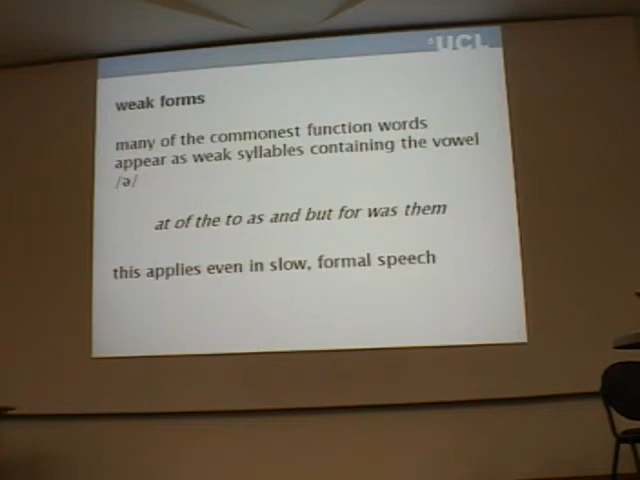 UCL
weak forms
many of the commonest function words
appear as weak syllables containing the vowel
/ə/
at of the to as and but for was them
this applies even in slow, formal speech